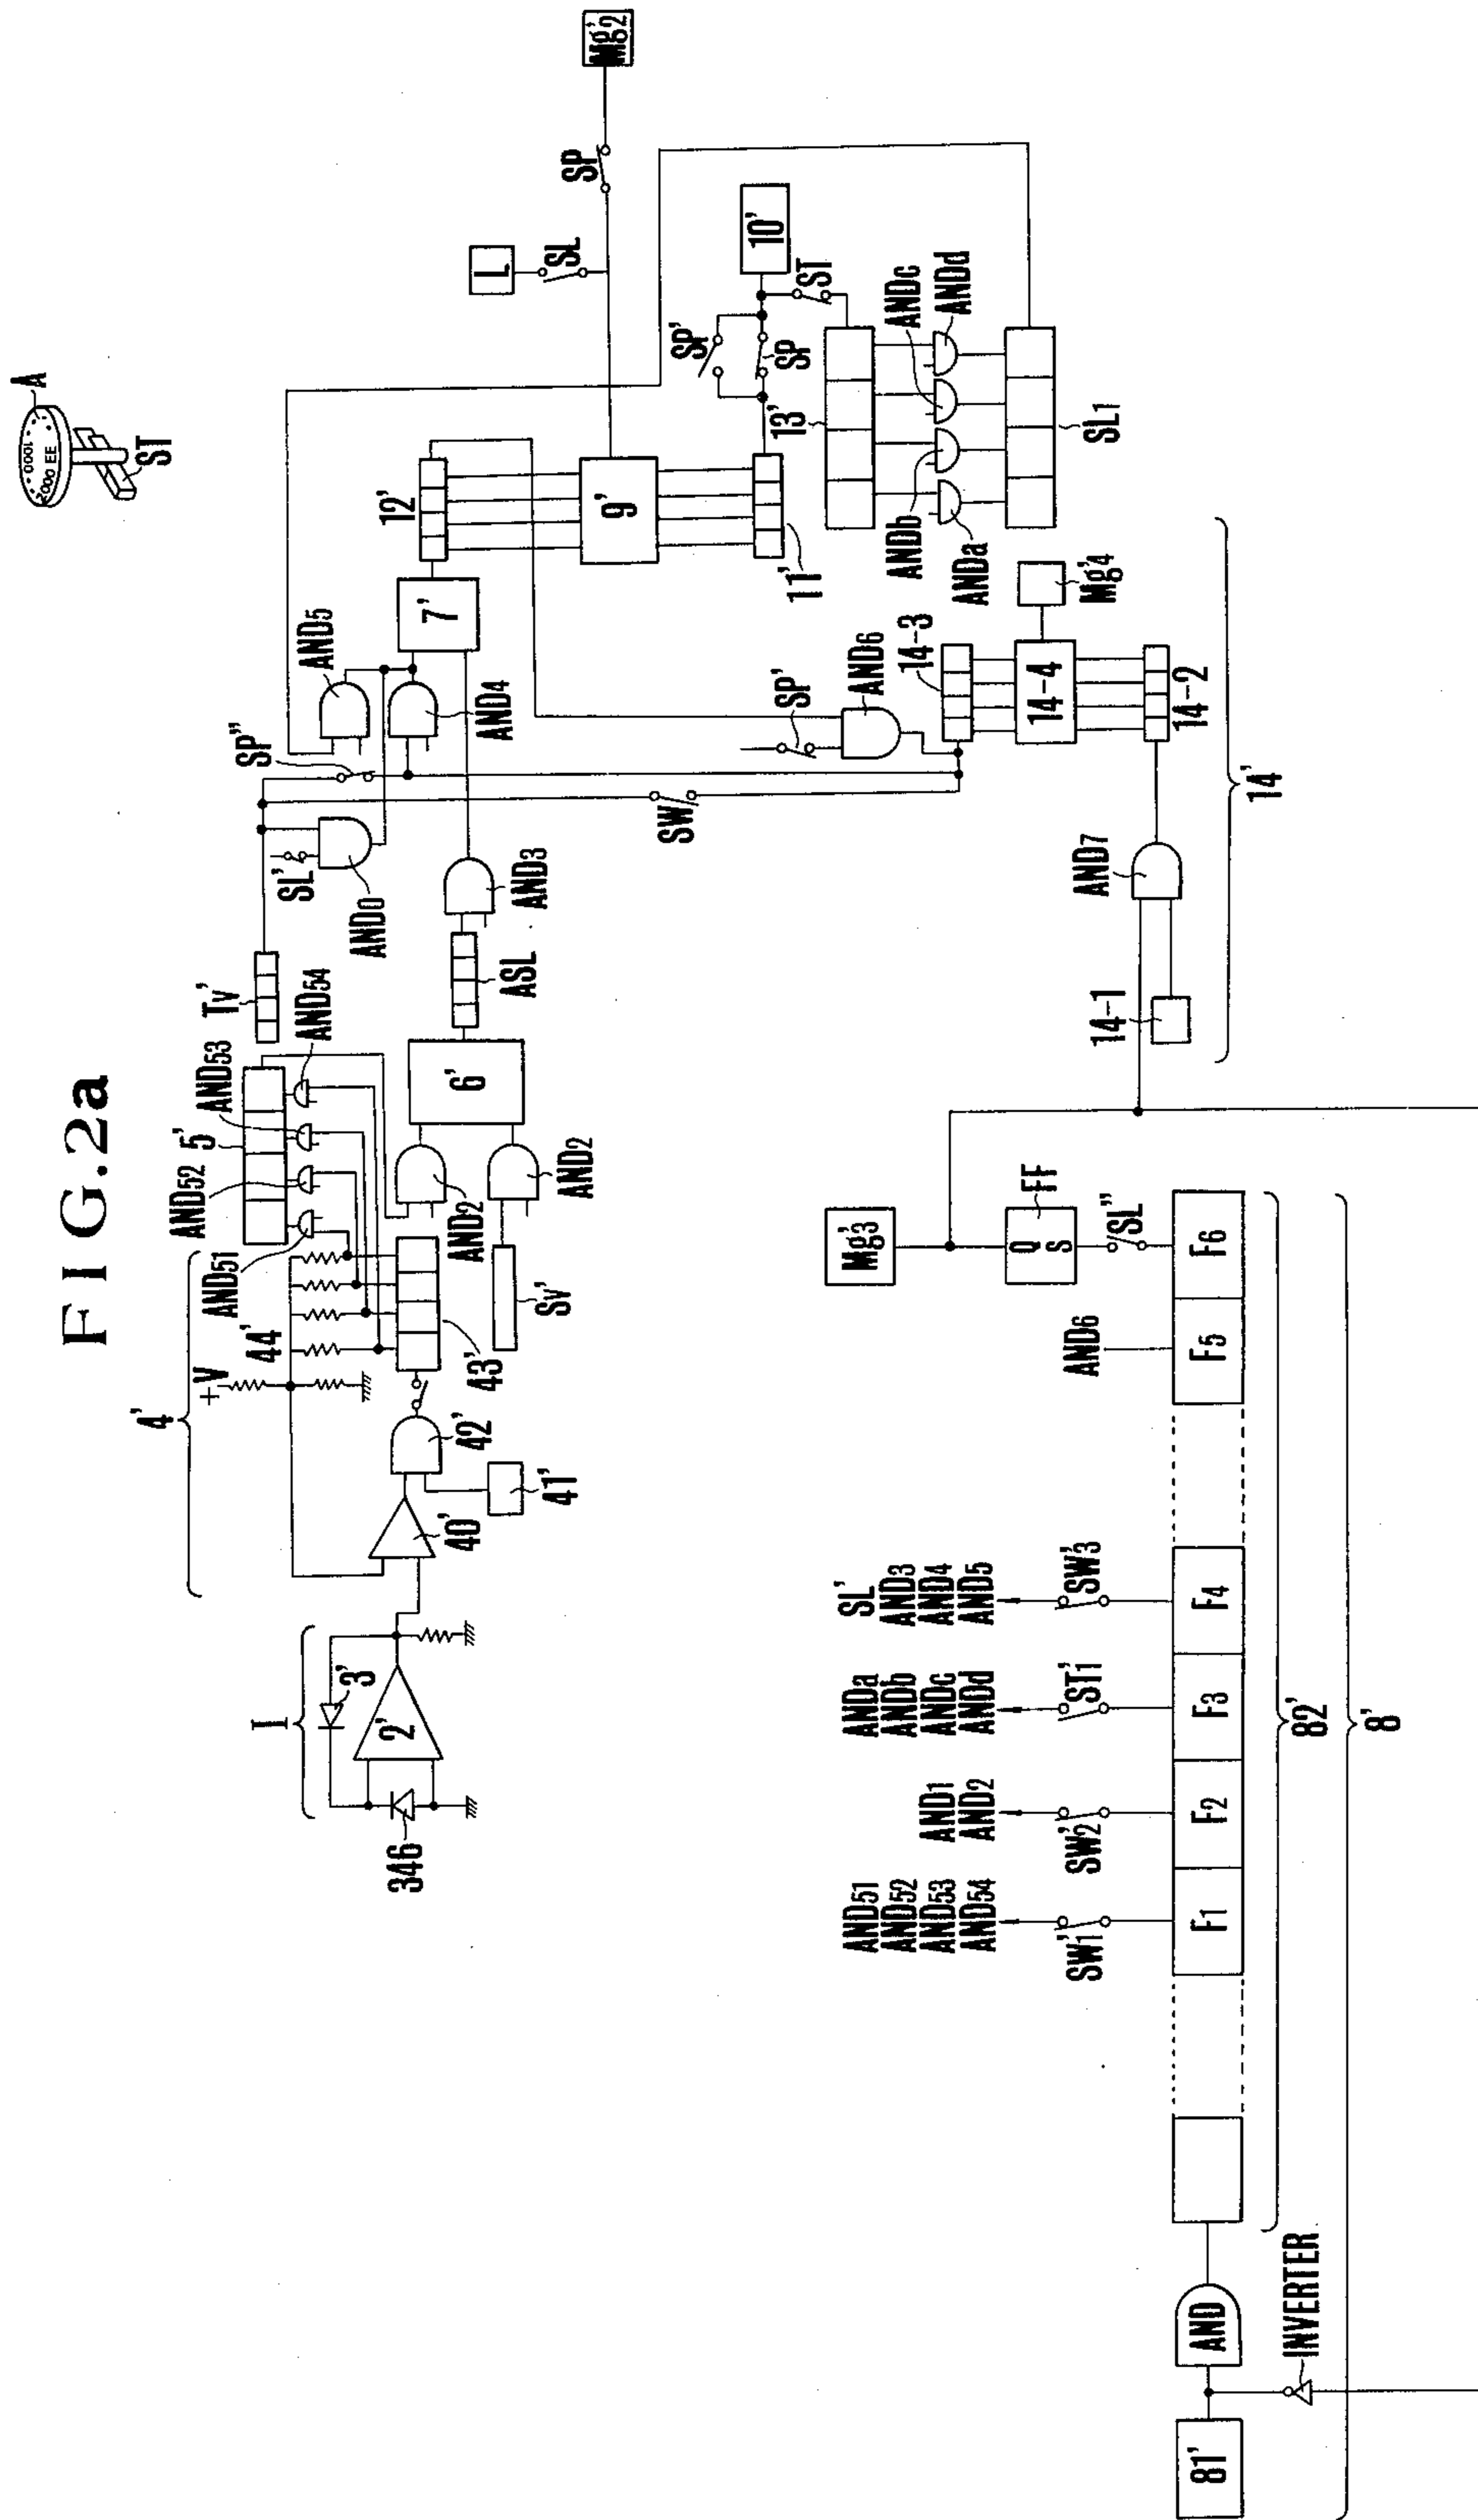 FIG.2a
A
1000
2000 EE
ST
4'
+V
44'
AND51
AND52
5'
AND53
AND54
Tv'
SL'
AND0
SP"
AND5
AND4
I
3'
2'
346
40'
41'
42'
43'
Sv'
AND2
AND2
6'
ASL
AND3
7'
12'
9'
11'
L
SL
SP
Mg'2
SP'
SP
10'
ST
13'
ANDa
ANDb
ANDc
ANDd
SL1
SW
SP'
AND6
14-3
14-4
14-2
Mg'4
AND7
14-1
14'
Mg'3
Q
S
FF
SL"
AND51
AND52
AND53
AND54
SW'1
AND1
AND2
SW'2
ANDa
ANDb
ANDc
ANDd
ST'1
SL'
AND3
AND4
AND5
SW'3
AND6
81'
AND
INVERTER
F1
F2
F3
F4
F5
F6
82'
8'